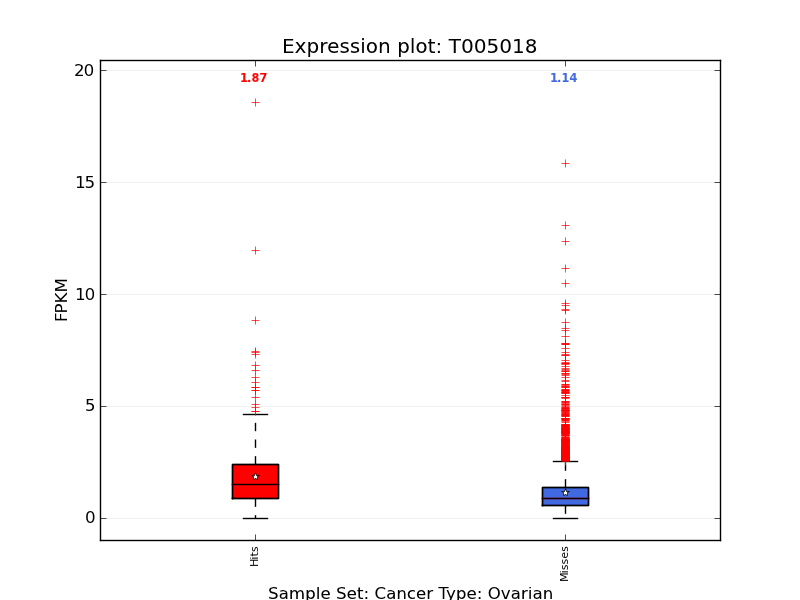 Expression plot: T005018
20
1.87
1.14
15
10
FPKM
5
0
Hits
Misses
Sample Set: Cancer Type: Ovarian